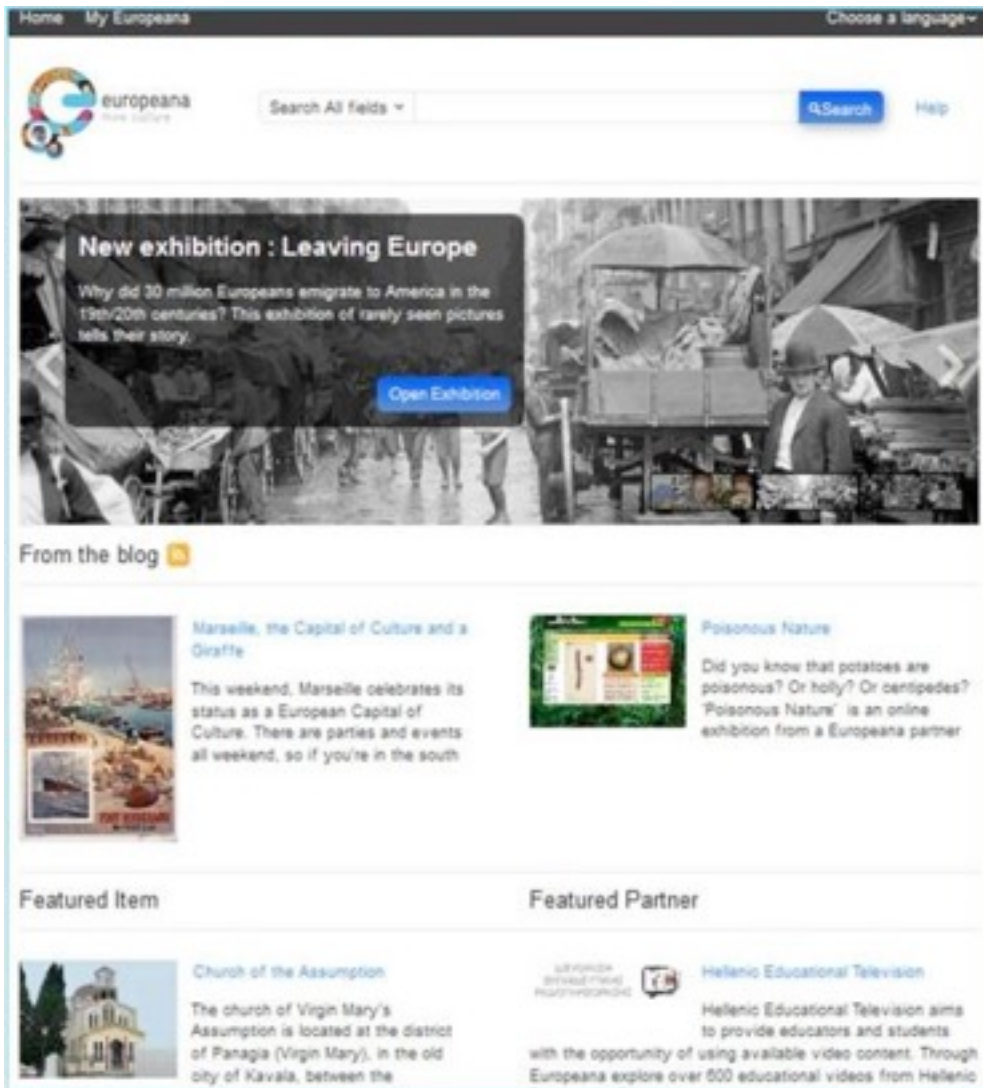 Home My Europeana Choose a language
europeana
Search All fields Search Help
New exhibition : Leaving Europe
Why did 30 million Europeans emigrate to America in the
19th/20th centuries? This exhibition of rarely seen pictures
tells their story.
Open Exhibition
From the blog
Marseille, the Capital of Culture and a
Giraffe
This weekend, Marseille celebrates its
status as a European Capital of
Culture. There are parties and events
all weekend, so if you're in the south
Poisonous Nature
Did you know that potatoes are
poisonous? Or holly? Or centipedes?
'Poisonous Nature' is an online
exhibition from a Europeana partner
Featured Item
Church of the Assumption
The church of Virgin Mary's
Assumption is located at the district
of Panagia (Virgin Mary), in the old
city of Kavala, between the
Featured Partner
Hellenic Educational Television
Hellenic Educational Television aims
to provide educators and students
with the opportunity of using available video content. Through
Europeana explore over 600 educational videos from Hellenic